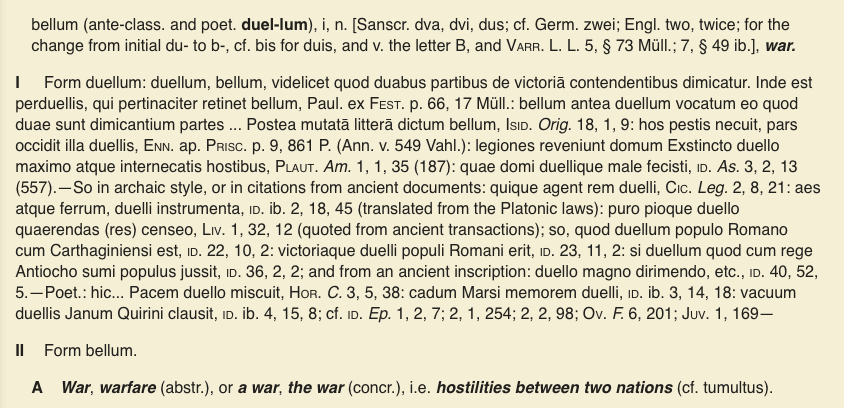 bellum (ante-class. and poet. duel-lum), i, n. [Sanscr. dva, dvi, dus; cf. Germ. zwei; Engl. two, twice; for the
change from initial du- to b-, cf. bis for duis, and v. the letter B, and Varr. L. L. 5, § 73 Müll.; 7, § 49 ib.], war.
I Form duellum: duellum, bellum, videlicet quod duabus partibus de victoriā contendentibus dimicatur. Inde est
perduellis, qui pertinaciter retinet bellum, Paul. ex Fest. p. 66, 17 Müll.: bellum antea duellum vocatum eo quod
duae sunt dimicantium partes ... Postea mutatā litterā dictum bellum, Isid. Orig. 18, 1, 9: hos pestis necuit, pars
occidit illa duellis, Enn. ap. Prisc. p. 9, 861 P. (Ann. v. 549 Vahl.): legiones reveniunt domum Exstincto duello
maximo atque internecatis hostibus, Plaut. Am. 1, 1, 35 (187): quae domi duellique male fecisti, id. As. 3, 2, 13
(557).—So in archaic style, or in citations from ancient documents: quique agent rem duelli, Cic. Leg. 2, 8, 21: aes
atque ferrum, duelli instrumenta, id. ib. 2, 18, 45 (translated from the Platonic laws): puro pioque duello
quaerendas (res) censeo, Liv. 1, 32, 12 (quoted from ancient transactions); so, quod duellum populo Romano
cum Carthaginiensi est, id. 22, 10, 2: victoriaque duelli populi Romani erit, id. 23, 11, 2: si duellum quod cum rege
Antiocho sumi populus jussit, id. 36, 2, 2; and from an ancient inscription: duello magno dirimendo, etc., id. 40, 52,
5.—Poet.: hic... Pacem duello miscuit, Hor. C. 3, 5, 38: cadum Marsi memorem duelli, id. ib. 3, 14, 18: vacuum
duellis Janum Quirini clausit, id. ib. 4, 15, 8; cf. id. Ep. 1, 2, 7; 2, 1, 254; 2, 2, 98; Ov. F. 6, 201; Juv. 1, 169—
II Form bellum.
A War, warfare (abstr.), or a war, the war (concr.), i.e. hostilities between two nations (cf. tumultus).